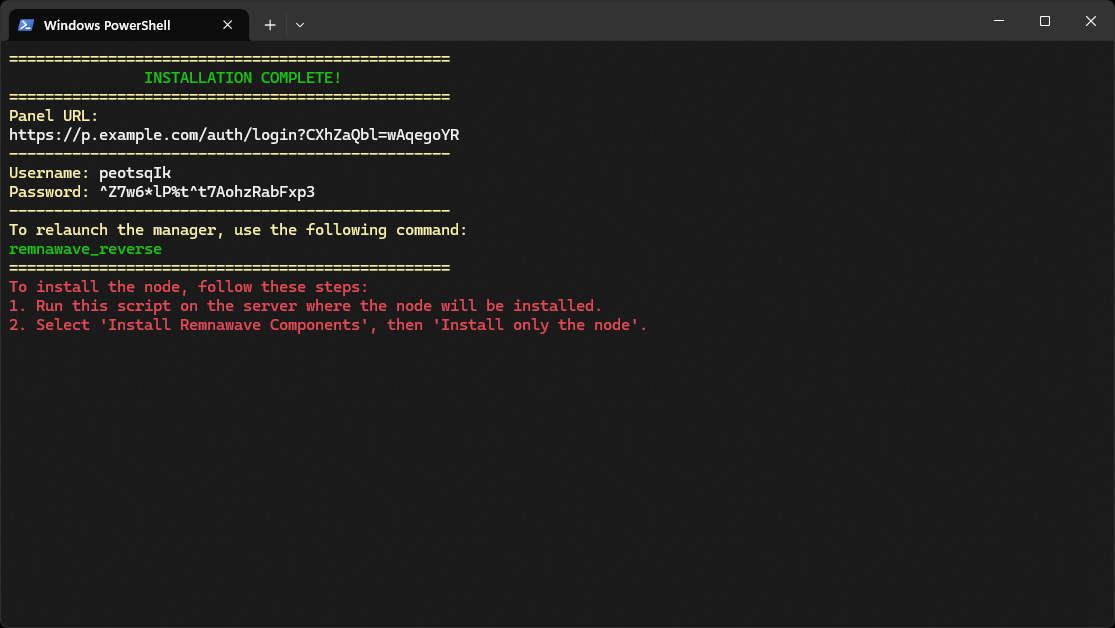 Windows PowerShell
=================================================
INSTALLATION COMPLETE!
=================================================
Panel URL:
https://p.example.com/auth/login?CXhZaQbl=wAqegoYR
-------------------------------------------------
Username: peotsqIk
Password: ^Z7w6*lP%t^t7AohzRabFxp3
-------------------------------------------------
To relaunch the manager, use the following command:
remnawave_reverse
=================================================
To install the node, follow these steps:
1. Run this script on the server where the node will be installed.
2. Select 'Install Remnawave Components', then 'Install only the node'.